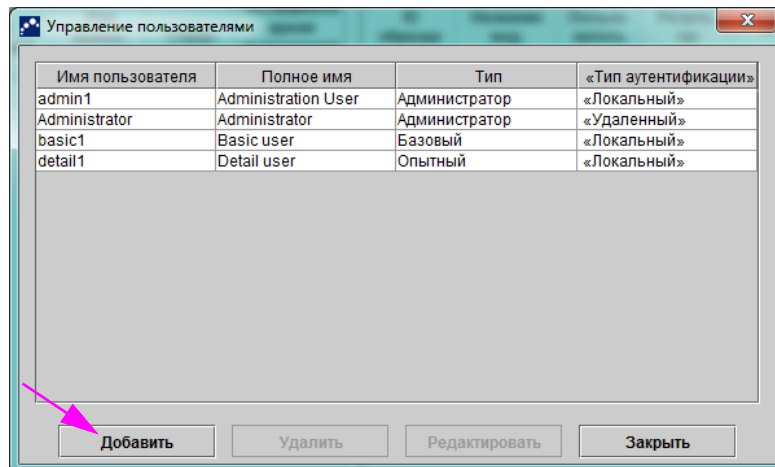 Управление пользователями
Имя пользователя Полное имя Тип «Тип аутентификации»
admin1 Administration User Администратор «Локальный»
Administrator Administrator Администратор «Удаленный»
basic1 Basic user Базовый «Локальный»
detail1 Detail user Опытный «Локальный»
Добавить Удалить Редактировать Закрыть